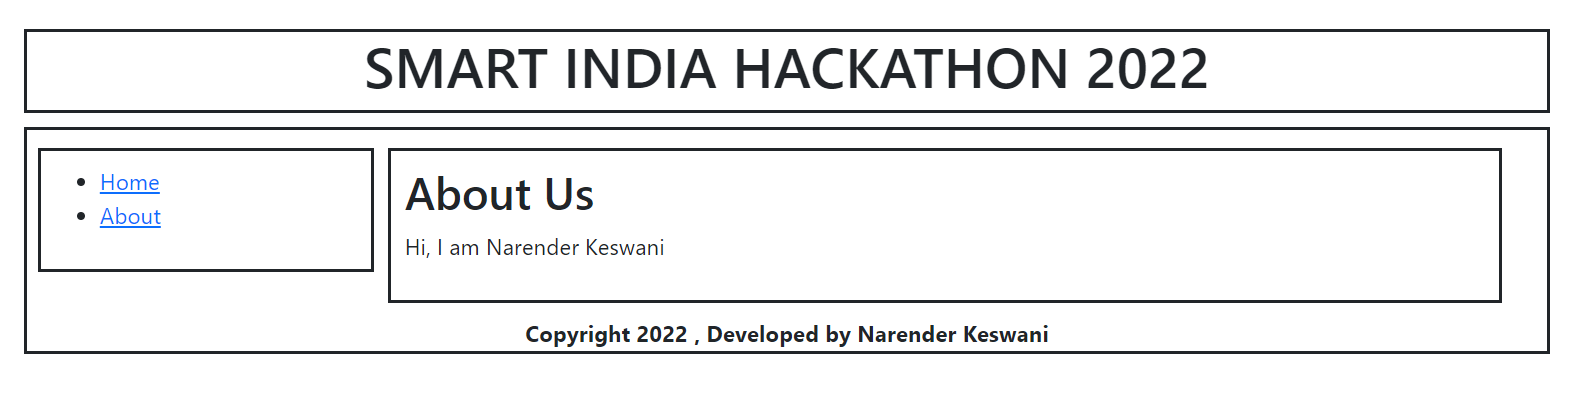 SMART INDIA HACKATHON 2022
Home
About
About Us
Hi, I am Narender Keswani
Copyright 2022 , Developed by Narender Keswani